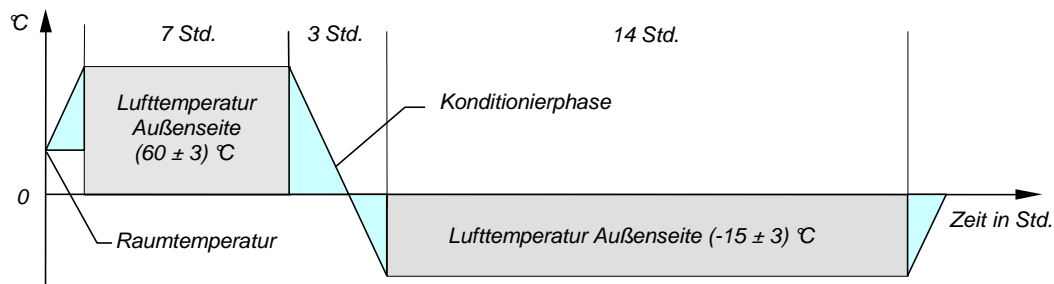 °C
7 Std.
3 Std.
14 Std.
Lufttemperatur
Außenseite
(60 ± 3) °C
Konditionierphase
0
Raumtemperatur
Lufttemperatur Außenseite (-15 ± 3) °C
Zeit in Std.